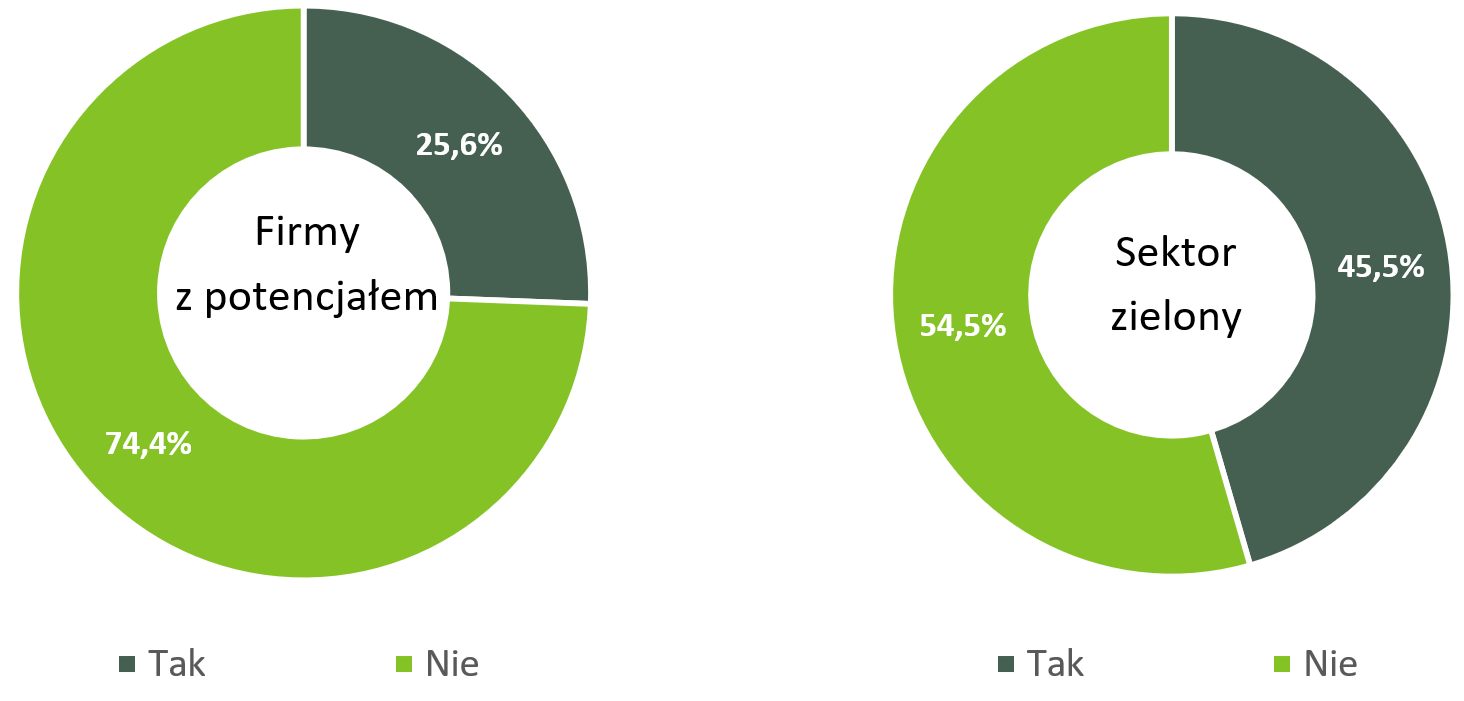 25,6%
Firmy
z potencjałem
74,4%
Tak
Nie
Sektor
45,5%
zielony
54,5%
Tak
Nie